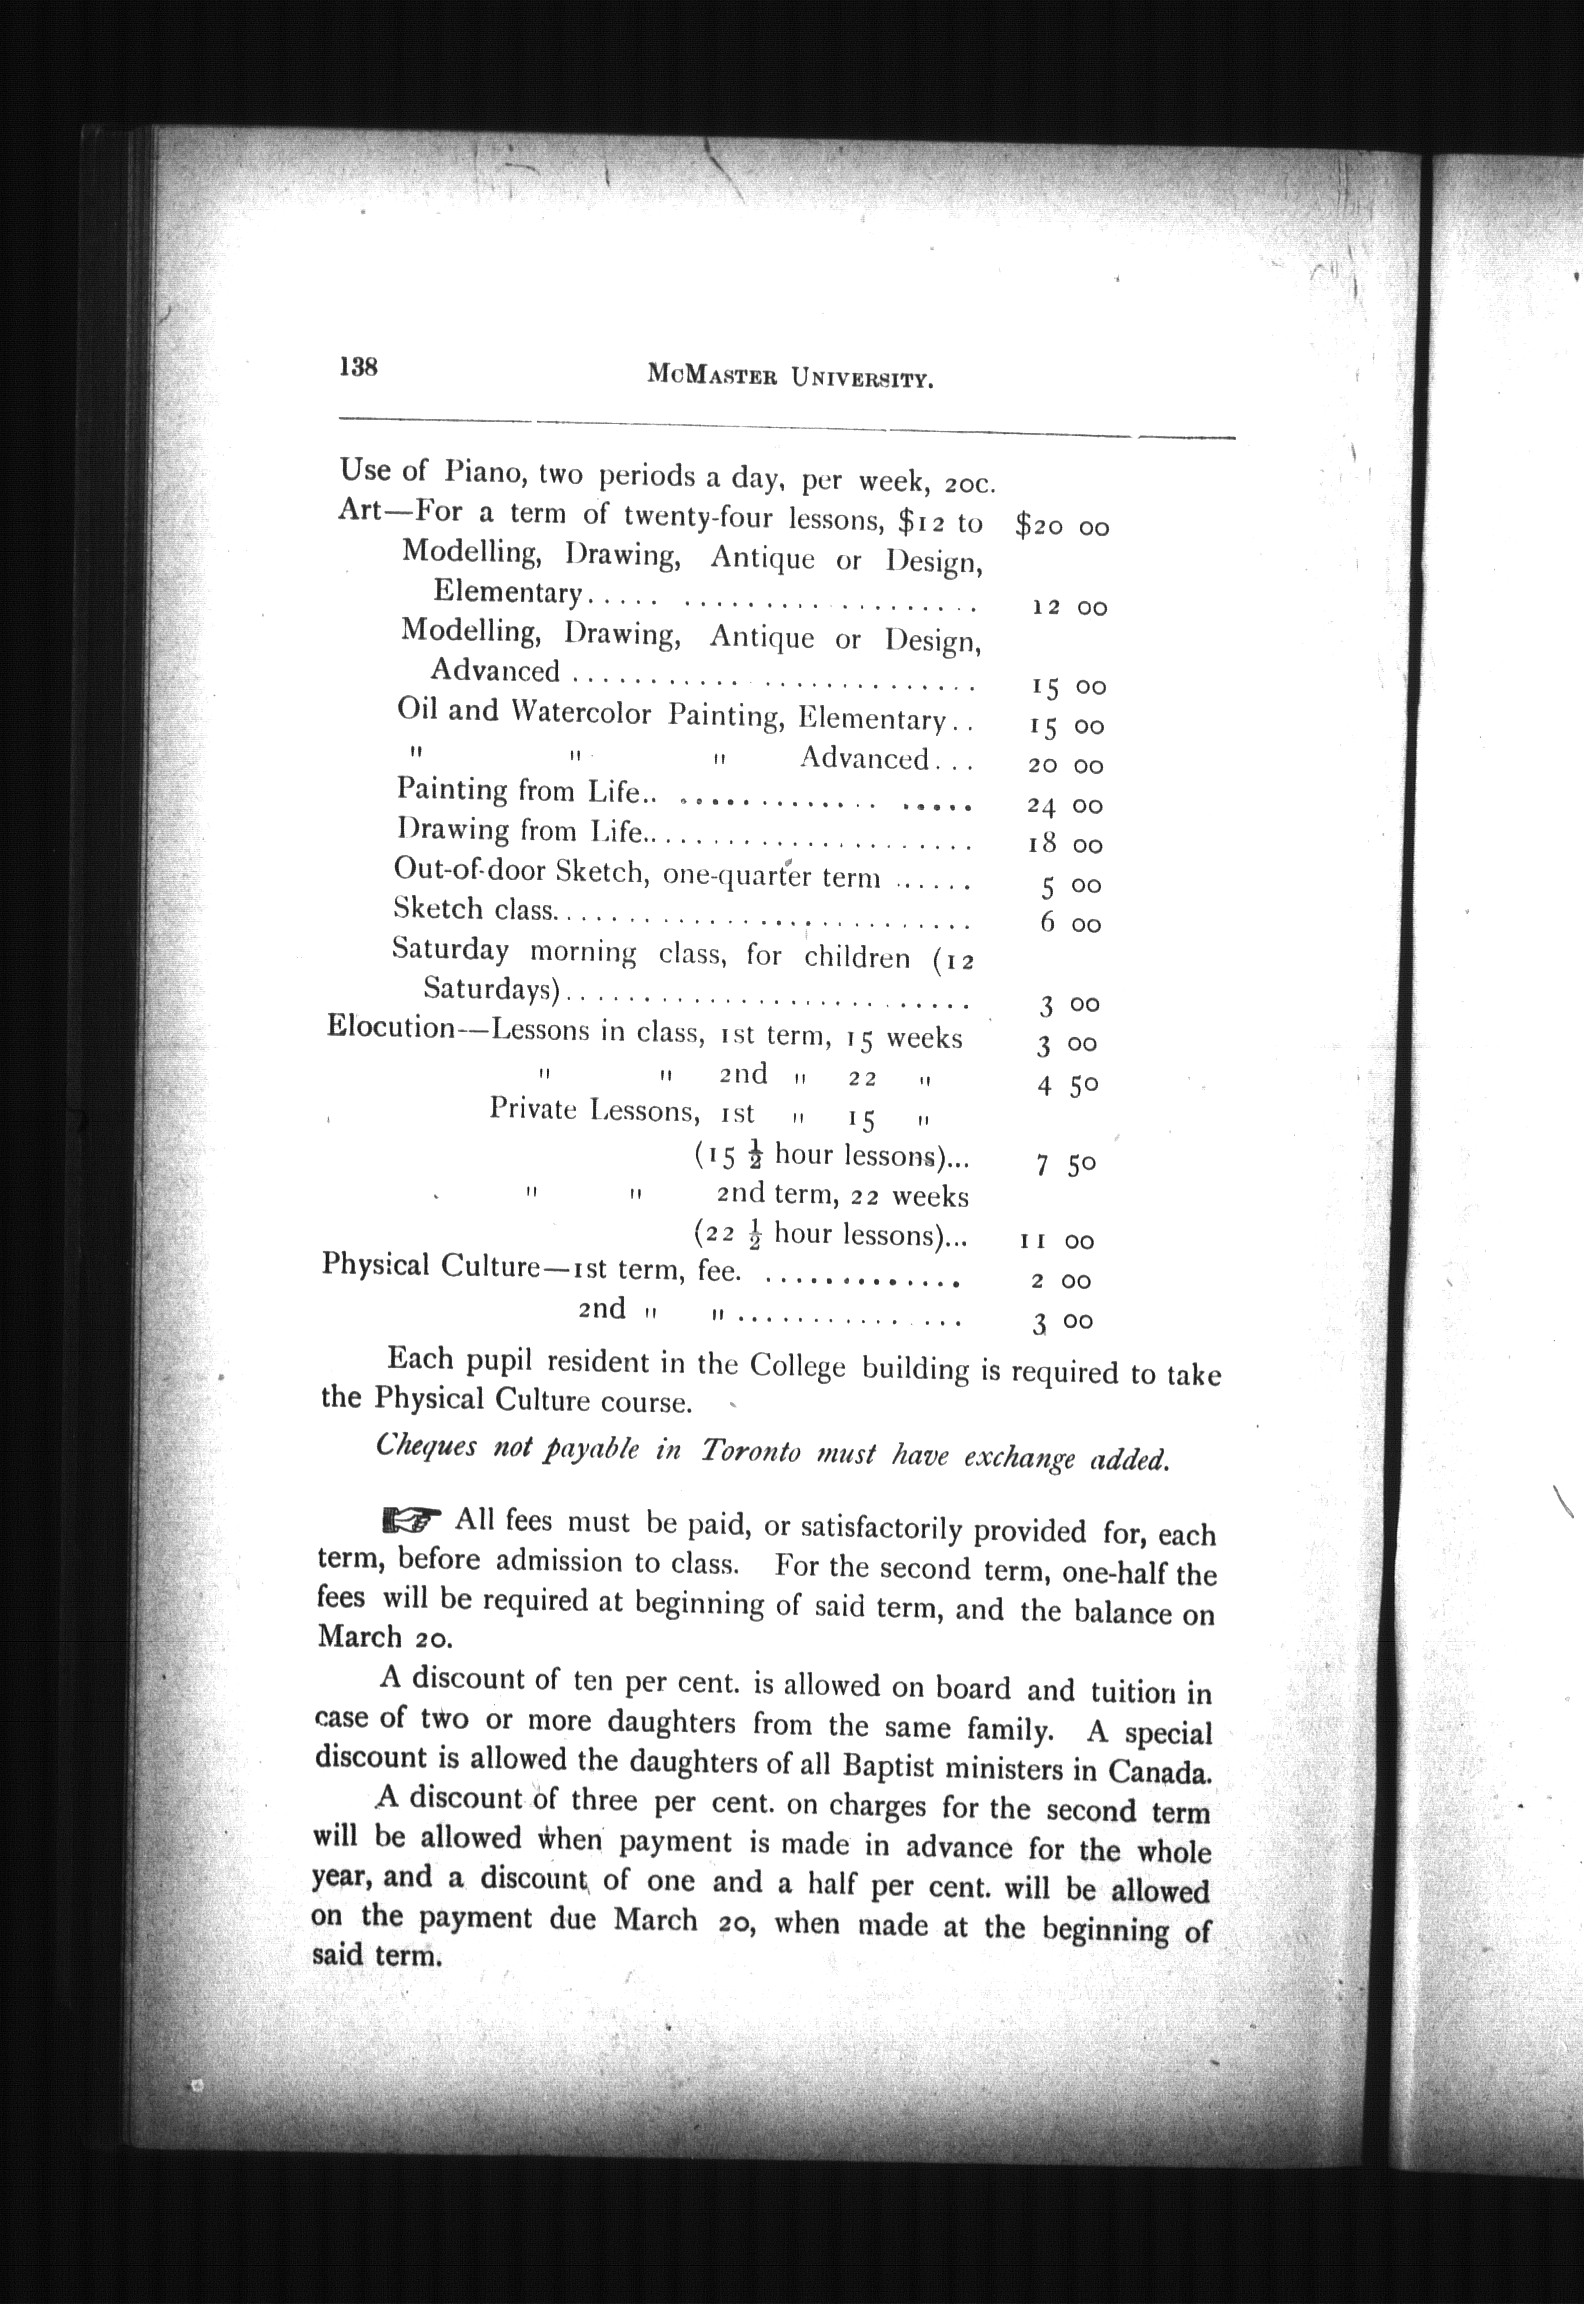 138
McMaster University.
Use of Piano, two periods a day, per week, 20c.
Art—For a term of twenty-four lessons, $12 to $20 00
Modelling, Drawing, Antique or Design,
Elementary..... .................. 12 00
Modelling, Drawing, Antique or Design,
Advanced .......................... 15 00
Oil and Watercolor Painting, Elementary.. 15 00
" " " Advanced... 20 00
Painting from Life.. ............. ..... 24 00
Drawing from Life...................... 18 00
Out-of-door Sketch, one-quarter term ...... 5 00
Sketch class........................... 6 00
Saturday morning class, for children (12
Saturdays).......................... 3 00
Elocution—Lessons in class, 1st term, 15 weeks 3 00
" " 2nd " 22 " 4 50
Private Lessons, 1st " 15 "
(15 ½ hour lessons)... 7 50
" " 2nd term, 22 weeks
(22 ½ hour lessons)... 11 00
Physical Culture—1st term, fee. ............. 2 00
2nd " " ........... ... 3 00
Each pupil resident in the College building is required to take
the Physical Culture course.
Cheques not payable in Toronto must have exchange added.
☞ All fees must be paid, or satisfactorily provided for, each
term, before admission to class. For the second term, one-half the
fees will be required at beginning of said term, and the balance on
March 20.
A discount of ten per cent. is allowed on board and tuition in
case of two or more daughters from the same family. A special
discount is allowed the daughters of all Baptist ministers in Canada.
A discount of three per cent. on charges for the second term
will be allowed when payment is made in advance for the whole
year, and a discount of one and a half per cent. will be allowed
on the payment due March 20, when made at the beginning of
said term.